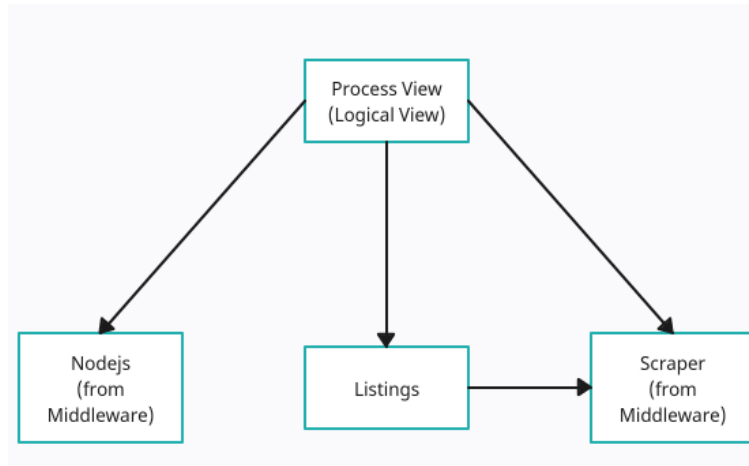 Process View
(Logical View)
Nodejs
(from
Middleware)
Listings
Scraper
(from
Middleware)